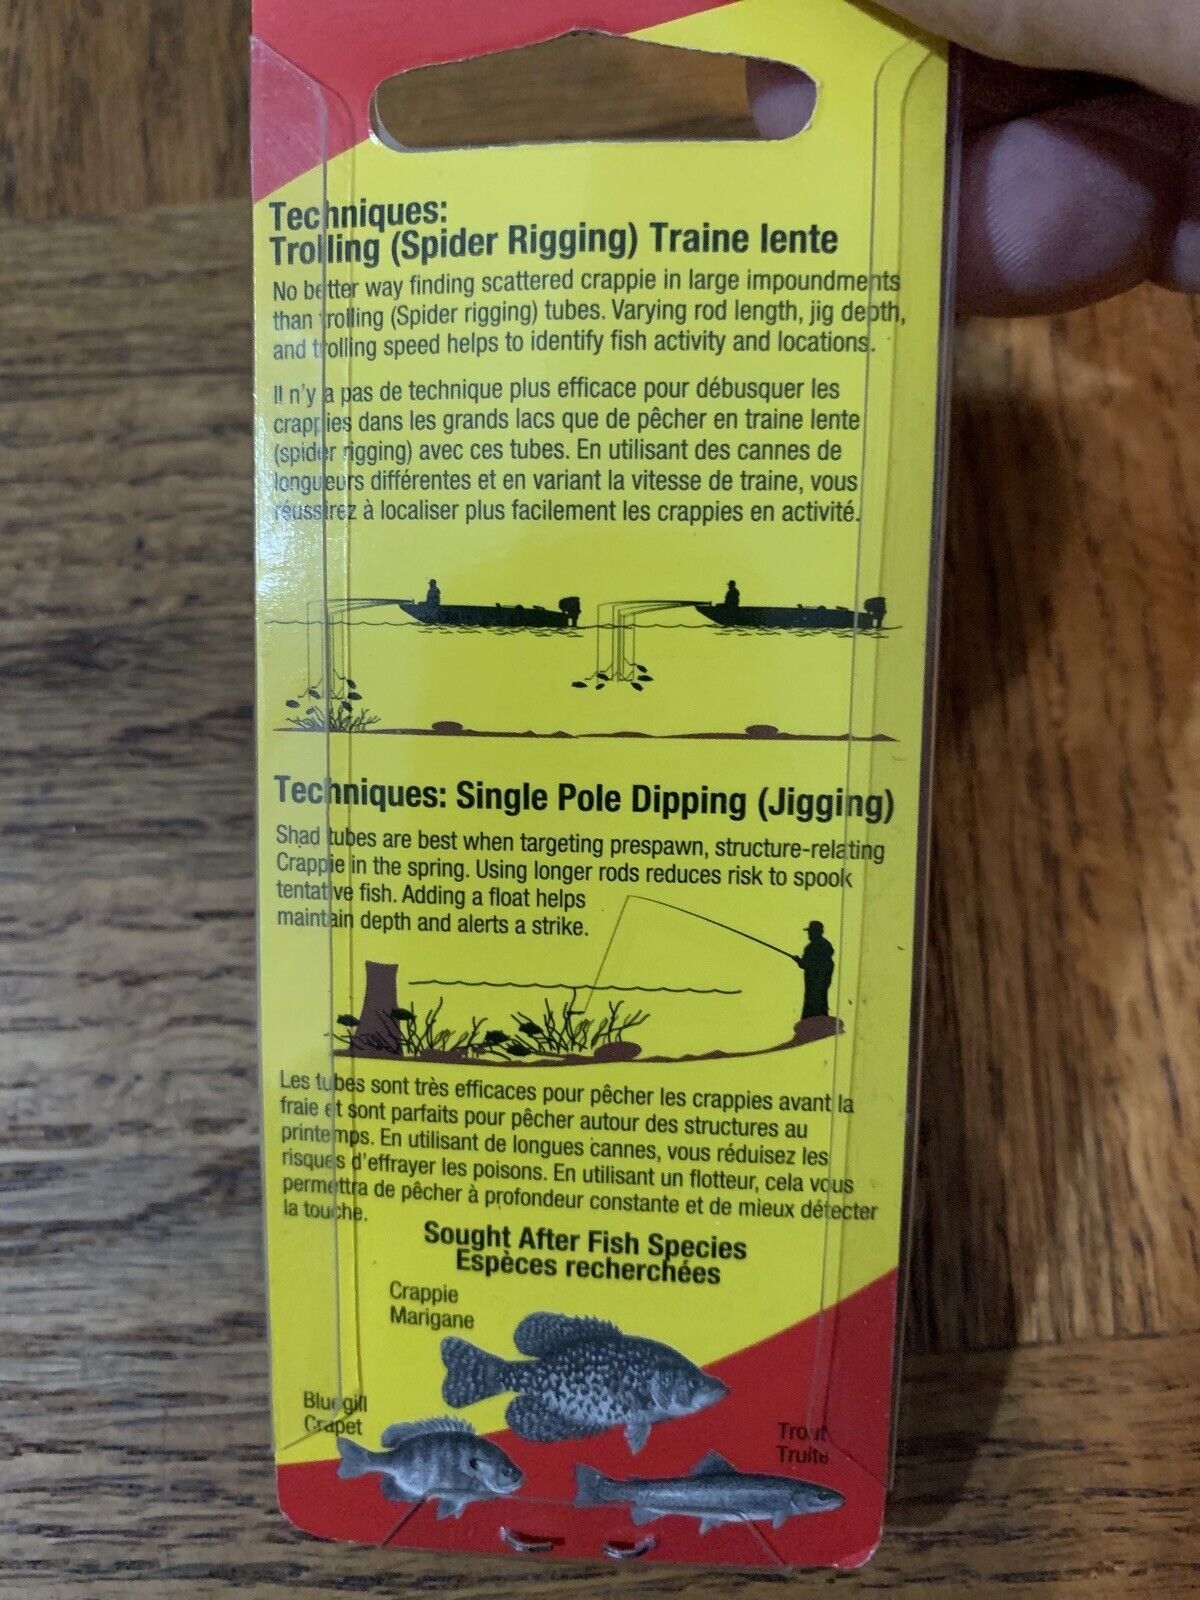 Techniques:
Trolling (Spider Rigging) Traine lente
No better way finding scattered crappie in large impoundments
than trolling (Spider rigging) tubes. Varying rod length, jig depth,
and trolling speed helps to identify fish activity and locations.
Il n'y a pas de technique plus efficace pour débusquer les
crappies dans les grands lacs que de pêcher en traine lente
(spider rigging) avec ces tubes. En utilisant des cannes de
longueurs différentes et en variant la vitesse de traine, vous
réussirez à localiser plus facilement les crappies en activité.
Techniques: Single Pole Dipping (Jigging)
Shad tubes are best when targeting prespawn, structure-relating
Crappie in the spring. Using longer rods reduces risk to spook
tentative fish. Adding a float helps
maintain depth and alerts a strike.
Les tubes sont très efficaces pour pêcher les crappies avant la
fraie et sont parfaits pour pêcher autour des structures au
printemps. En utilisant de longues cannes, vous réduisez les
risques d'effrayer les poisons. En utilisant un flotteur, cela vous
permettra de pêcher à profondeur constante et de mieux détecter
la touche.
Sought After Fish Species
Espèces recherchées
Crappie
Marigane
Bluegill
Crapet
Trout
Truite